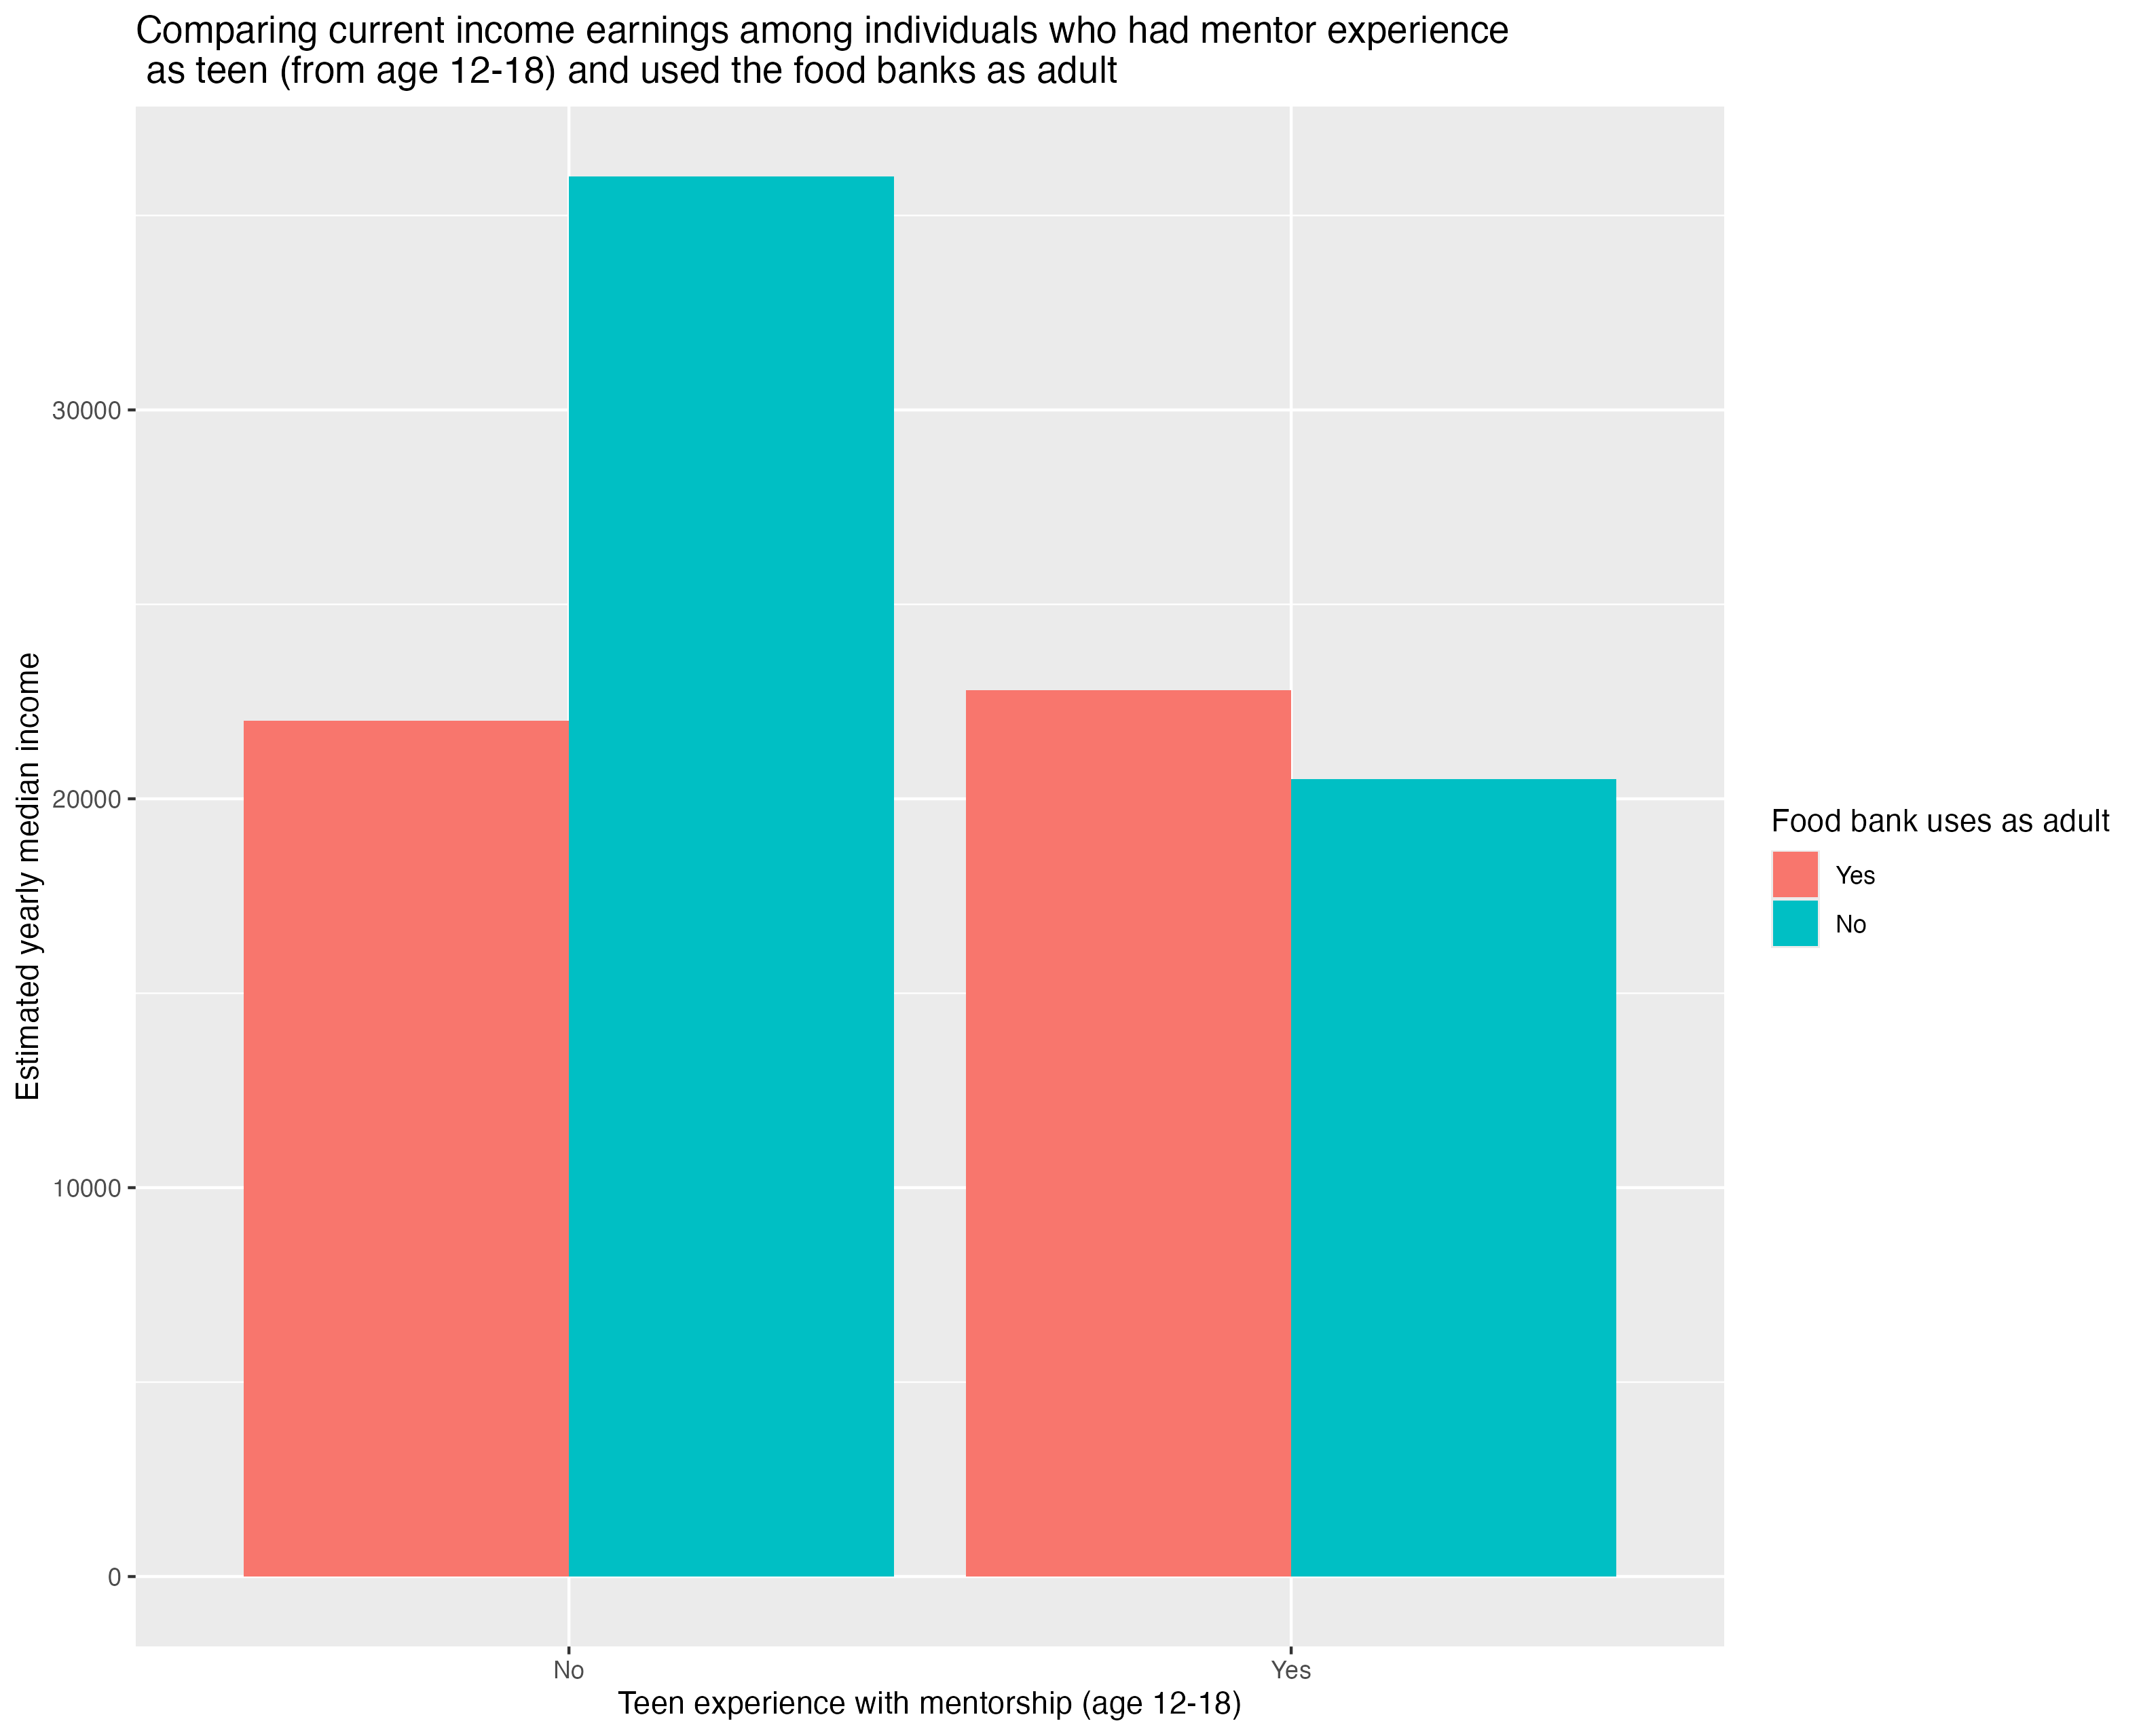 Comparing current income earnings among individuals who had mentor experience
as teen (from age 12-18) and used the food banks as adult
Estimated yearly median income
30000
20000
10000
0
No
Yes
Teen experience with mentorship (age 12-18)
Food bank uses as adult
Yes
No